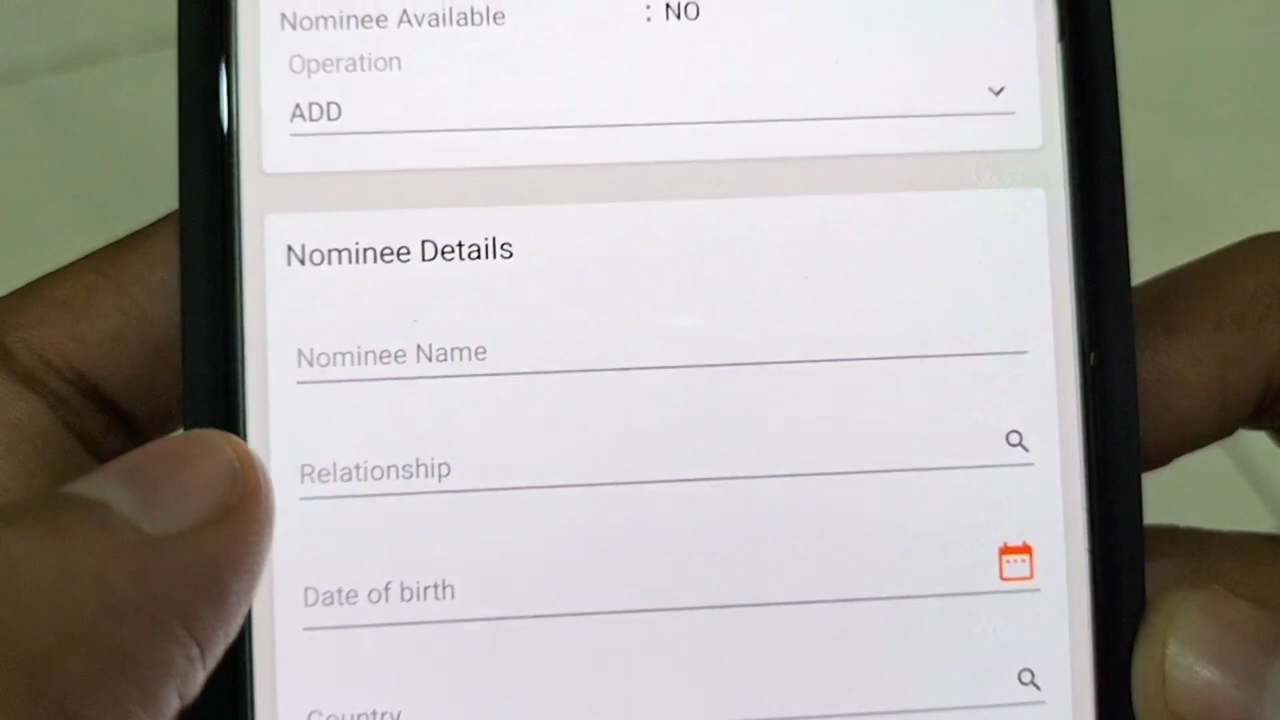 Nominee Available : NO
Operation
ADD
Nominee Details
Nominee Name
Relationship
Date of birth
Country